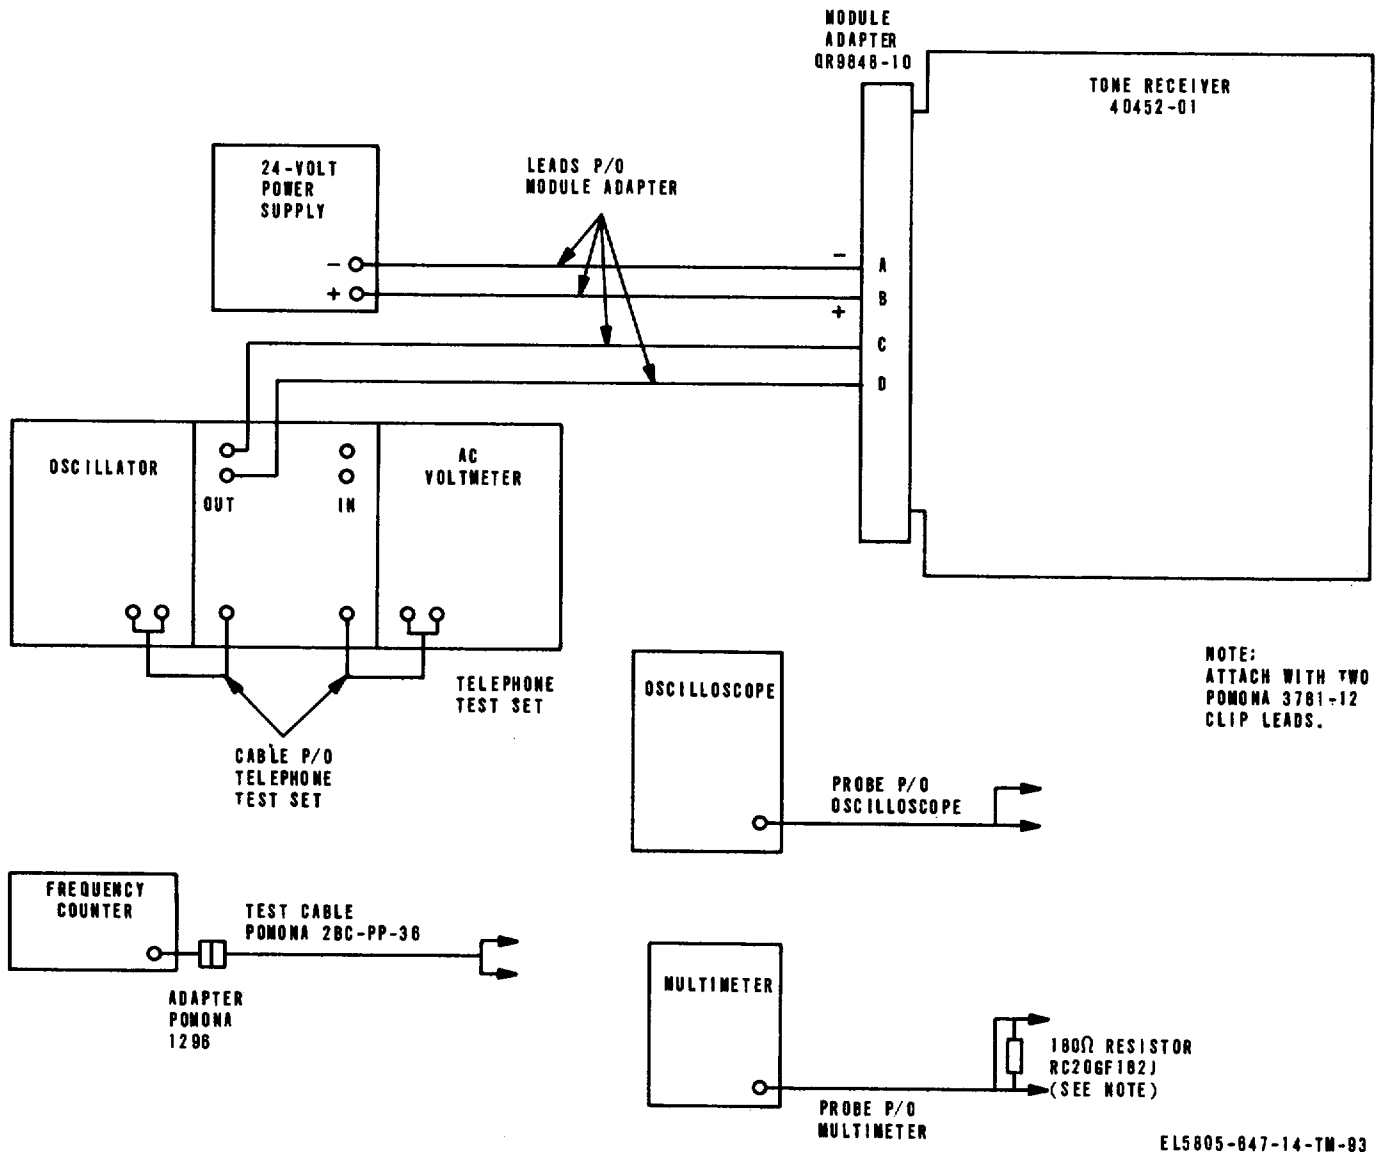 MODULE
ADAPTER
QR9848-10
TONE RECEIVER
40452-01
24-VOLT
POWER
SUPPLY
-
+
LEADS P/O
MODULE ADAPTER
-
A
B
+
C
D
OSCILLATOR
OUT
IN
AC
VOLTMETER
TELEPHONE
TEST SET
CABLE P/O
TELEPHONE
TEST SET
OSCILLOSCOPE
PROBE P/O
OSCILLOSCOPE
NOTE:
ATTACH WITH TWO
POMONA 3781-12
CLIP LEADS.
FREQUENCY
COUNTER
TEST CABLE
POMONA 2BC-PP-36
ADAPTER
POMONA
1296
MULTIMETER
PROBE P/O
MULTIMETER
180Ω RESISTOR
RC20GF182J
(SEE NOTE)
EL5805-647-14-TM-93